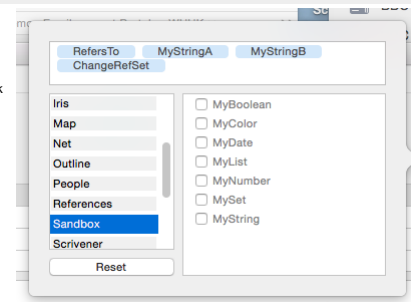 RefersTo MyStringA MyStringB
ChangeRefSet
Iris
Map
Net
Outline
People
References
Sandbox
Scrivener
Reset
MyBoolean
MyColor
MyDate
MyList
MyNumber
MySet
MyString